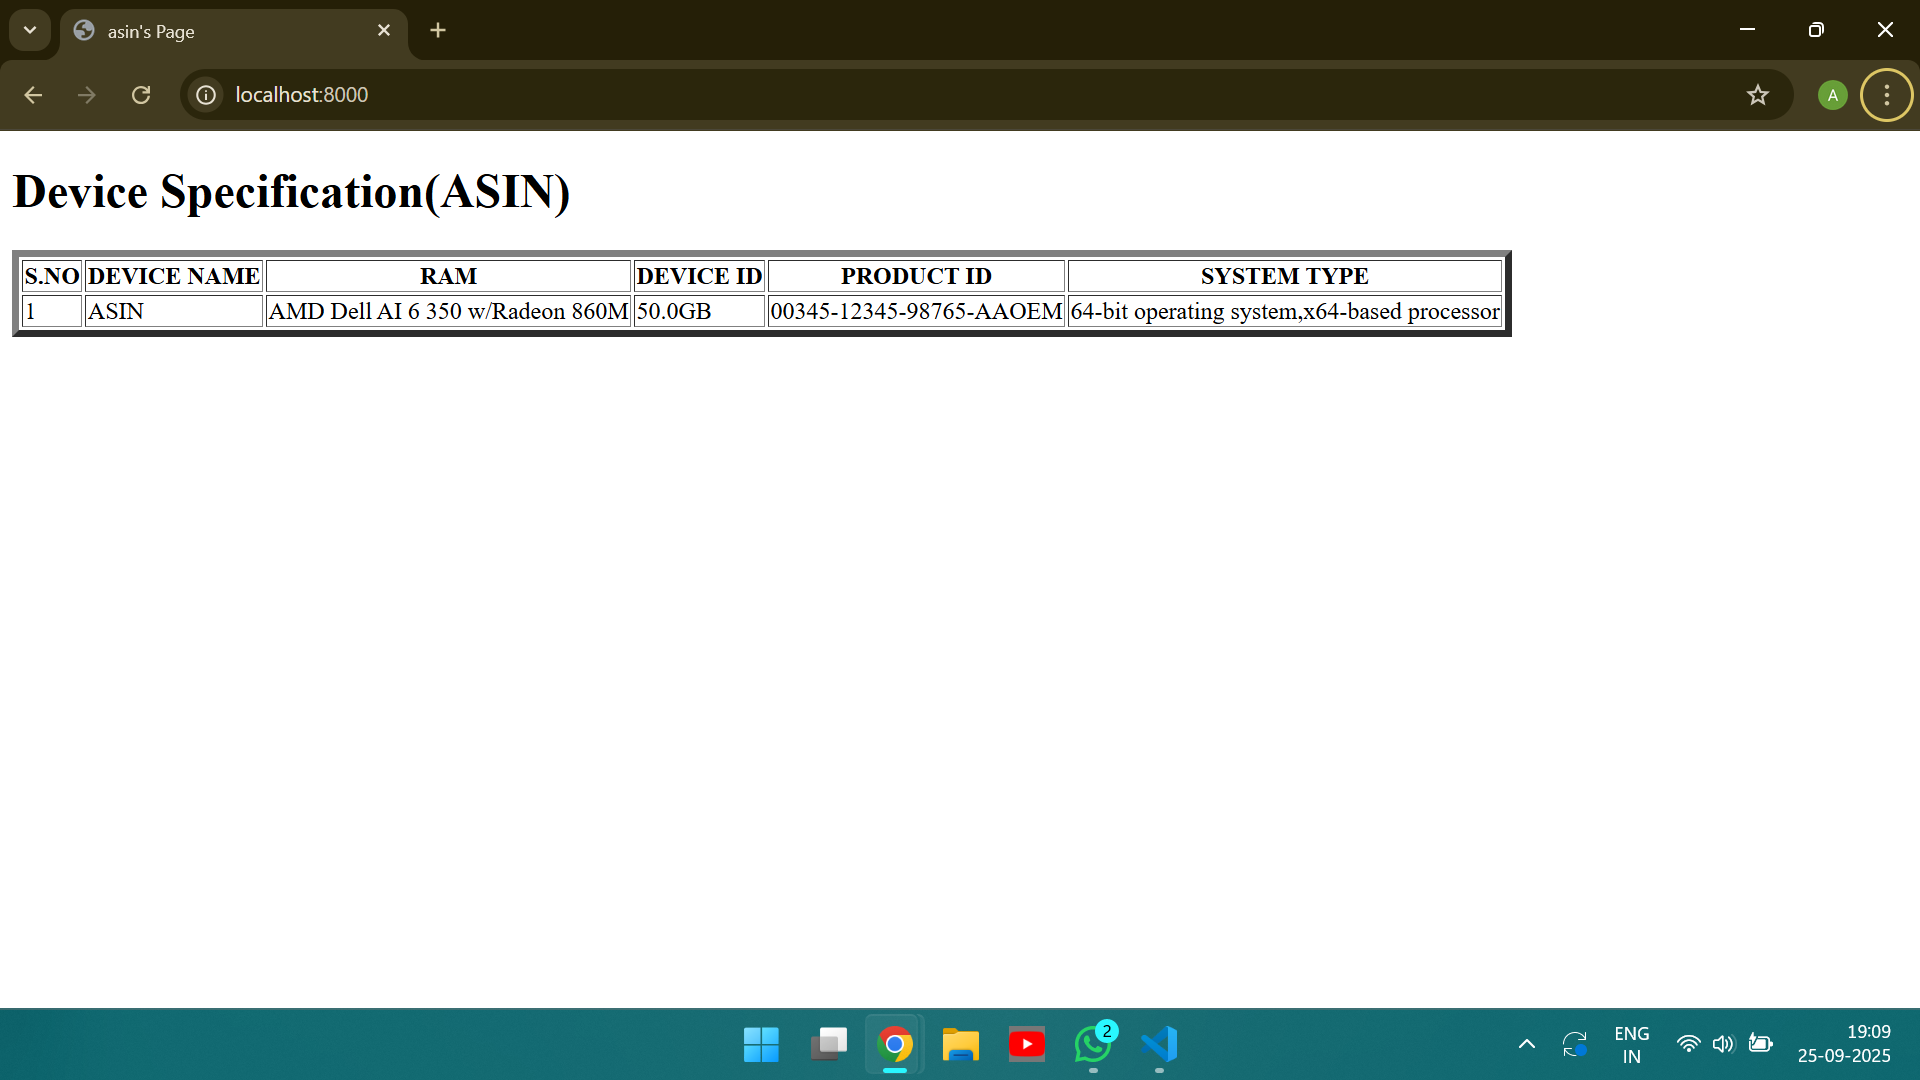 asin's Page
localhost:8000
A
Device Specification(ASIN)
S.NO DEVICE NAME RAM DEVICE ID PRODUCT ID SYSTEM TYPE
1 ASIN AMD Dell AI 6 350 w/Radeon 860M 50.0GB 00345-12345-98765-AAOEM 64-bit operating system,x64-based processor
2
ENG
IN
19:09
25-09-2025